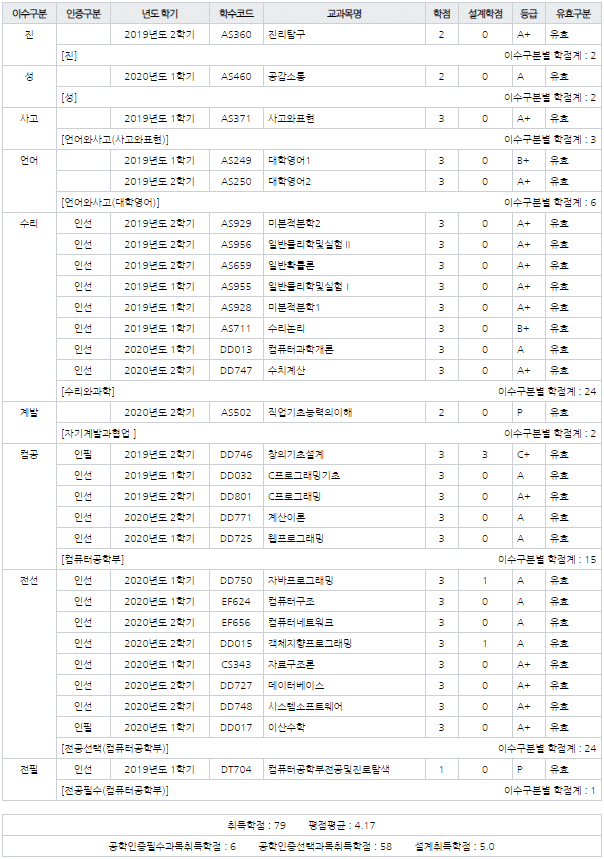 이수구분 인증구분 년도 학기 학수코드 교과목명 학점 설계학점 등급 유효구분
진 2019년도 2학기 AS360 진리탐구 2 0 A+ 유효
[진] 이수구분별 학점계 : 2
성 2020년도 1학기 AS460 공감소통 2 0 A 유효
[성] 이수구분별 학점계 : 2
사고 2019년도 1학기 AS371 사고와표현 3 0 A+ 유효
[언어와사고(사고와표현)] 이수구분별 학점계 : 3
언어 2019년도 1학기 AS249 대학영어1 3 0 B+ 유효
2019년도 2학기 AS250 대학영어2 3 0 A+ 유효
[언어와사고(대학영어)] 이수구분별 학점계 : 6
수리 인선 2019년도 2학기 AS929 미분적분학2 3 0 A+ 유효
인선 2019년도 2학기 AS956 일반물리학및실험Ⅱ 3 0 A+ 유효
인선 2019년도 2학기 AS659 일반확률론 3 0 A+ 유효
인선 2019년도 1학기 AS955 일반물리학및실험Ⅰ 3 0 A+ 유효
인선 2019년도 1학기 AS928 미분적분학1 3 0 A+ 유효
인선 2019년도 1학기 AS711 수리논리 3 0 B+ 유효
인선 2020년도 1학기 DD013 컴퓨터과학개론 3 0 A 유효
인선 2020년도 2학기 DD747 수치계산 3 0 A+ 유효
[수리와과학] 이수구분별 학점계 : 24
계발 2020년도 2학기 AS502 직업기초능력의이해 2 0 P 유효
[자기계발과협업 ] 이수구분별 학점계 : 2
컴공 인필 2019년도 2학기 DD746 창의기초설계 3 3 C+ 유효
인선 2019년도 1학기 DD032 C프로그래밍기초 3 0 A 유효
인선 2019년도 2학기 DD801 C프로그래밍 3 0 A+ 유효
인선 2020년도 2학기 DD771 계산이론 3 0 A 유효
인선 2020년도 1학기 DD725 웹프로그래밍 3 0 A 유효
[컴퓨터공학부] 이수구분별 학점계 : 15
전선 인선 2020년도 1학기 DD750 자바프로그래밍 3 1 A 유효
인선 2020년도 1학기 EF624 컴퓨터구조 3 0 A 유효
인선 2020년도 2학기 EF656 컴퓨터네트워크 3 0 A 유효
인선 2020년도 2학기 DD015 객체지향프로그래밍 3 1 A 유효
인선 2020년도 1학기 CS343 자료구조론 3 0 A+ 유효
인선 2020년도 2학기 DD727 데이터베이스 3 0 A+ 유효
인선 2020년도 2학기 DD748 시스템소프트웨어 3 0 A+ 유효
인필 2020년도 1학기 DD017 이산수학 3 0 A+ 유효
[전공선택(컴퓨터공학부)] 이수구분별 학점계 : 24
전필 인선 2019년도 1학기 DT704 컴퓨터공학부전공및진로탐색 1 0 P 유효
[전공필수(컴퓨터공학부)] 이수구분별 학점계 : 1
취득학점 : 79 평점평균 : 4.17
공학인증필수과목취득학점 : 6 공학인증선택과목취득학점 : 58 설계취득학점 : 5.0